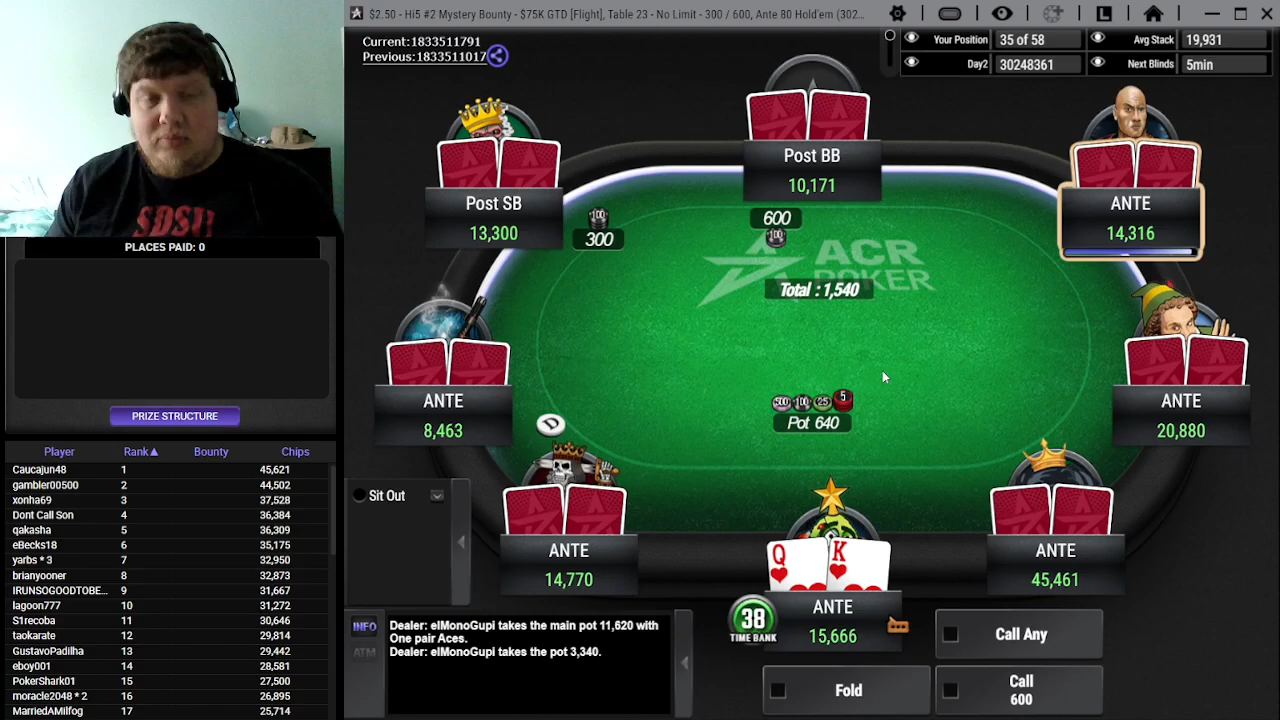 $2.50 - Hi5 #2 Mystery Bounty - $75K GTD [Flight], Table 23 - No Limit - 300 / 600, Ante 80 Hold'em (302...
Current:1833511791
Previous:1833511017
Your Position 35 of 58 Avg Stack 19,931
Day2 30248361 Next Blinds 5min
Post BB
10,171
Post SB
13,300
ANTE
14,316
300
600
ACR
POKER
Total : 1,540
SDSU
PLACES PAID: 0
ANTE
8,463
ANTE
20,880
500 100 25 5
Pot 640
PRIZE STRUCTURE
D
Player Rank▲ Bounty Chips
Caucajun48 1 45,621
gambler00500 2 44,502
xonha69 3 37,528
Dont Call Son 4 36,384
qakasha 5 36,309
eBecks18 6 35,175
yarbs * 3 7 32,950
brianyooner 8 32,873
IRUNSOGOODTOBE... 9 31,667
lagoon777 10 31,272
S1recoba 11 30,646
taokarate 12 29,814
GustavoPadilha 13 29,442
eboy001 14 28,581
PokerShark01 15 27,500
moracle2048 * 2 16 26,895
MarriedAMilfog 17 25,714
Sit Out
ANTE
14,770
Q K
ANTE
15,666
ANTE
45,461
38
TIME BANK
INFO
ATM
Dealer: elMonoGupi takes the main pot 11,620 with
One pair Aces.
Dealer: elMonoGupi takes the pot 3,340.
Call Any
Fold
Call
600